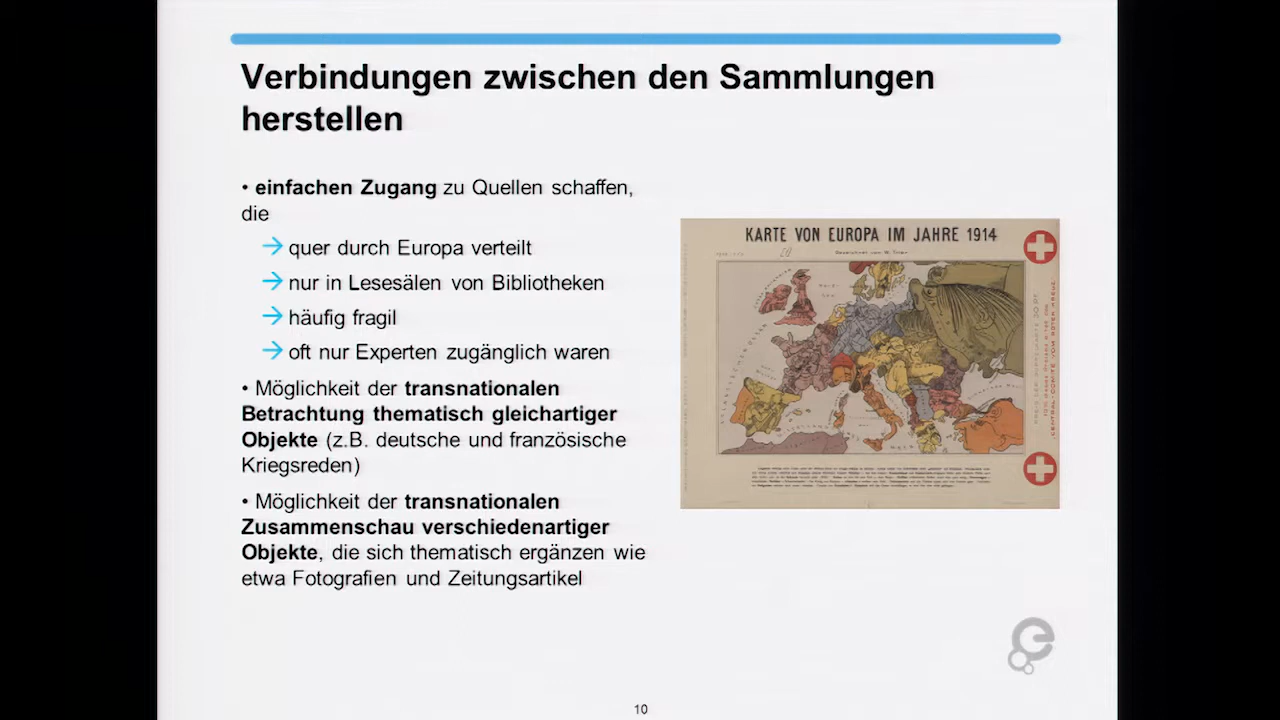 Verbindungen zwischen den Sammlungen
herstellen
• einfachen Zugang zu Quellen schaffen,
die
→ quer durch Europa verteilt
→ nur in Lesesälen von Bibliotheken
→ häufig fragil
→ oft nur Experten zugänglich waren
• Möglichkeit der transnationalen
Betrachtung thematisch gleichartiger
Objekte (z.B. deutsche und französische
Kriegsreden)
• Möglichkeit der transnationalen
Zusammenschau verschiedenartiger
Objekte, die sich thematisch ergänzen wie
etwa Fotografien und Zeitungsartikel
KARTE VON EUROPA IM JAHRE 1914
10